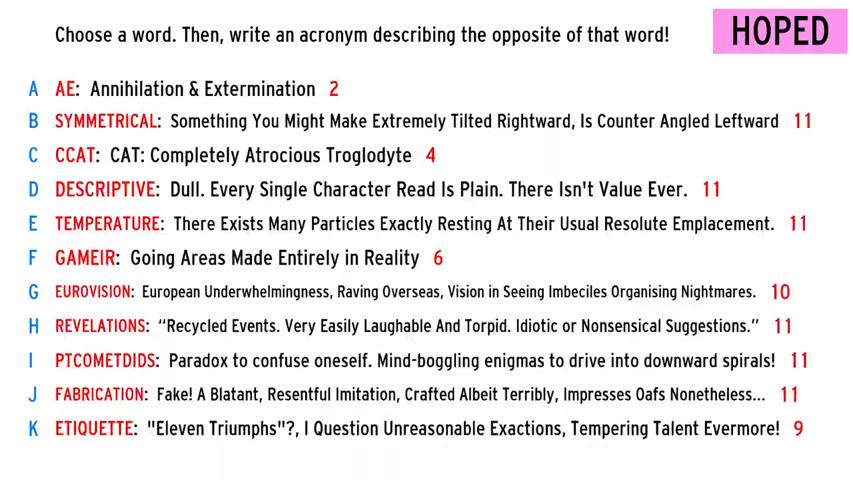 Choose a word. Then, write an acronym describing the opposite of that word!
HOPED
A AE: Annihilation & Extermination 2
B SYMMETRICAL: Something You Might Make Extremely Tilted Rightward, Is Counter Angled Leftward 11
C CCAT: CAT: Completely Atrocious Troglodyte 4
D DESCRIPTIVE: Dull. Every Single Character Read Is Plain. There Isn't Value Ever. 11
E TEMPERATURE: There Exists Many Particles Exactly Resting At Their Usual Resolute Emplacement. 11
F GAMEIR: Going Areas Made Entirely in Reality 6
G EUROVISION: European Underwhelmingness, Raving Overseas, Vision in Seeing Imbeciles Organising Nightmares. 10
H REVELATIONS: “Recycled Events. Very Easily Laughable And Torpid. Idiotic or Nonsensical Suggestions.” 11
I PTCOMETDIDS: Paradox to confuse oneself. Mind-boggling enigmas to drive into downward spirals! 11
J FABRICATION: Fake! A Blatant, Resentful Imitation, Crafted Albeit Terribly, Impresses Oafs Nonetheless... 11
K ETIQUETTE: "Eleven Triumphs"?, I Question Unreasonable Exactions, Tempering Talent Evermore! 9